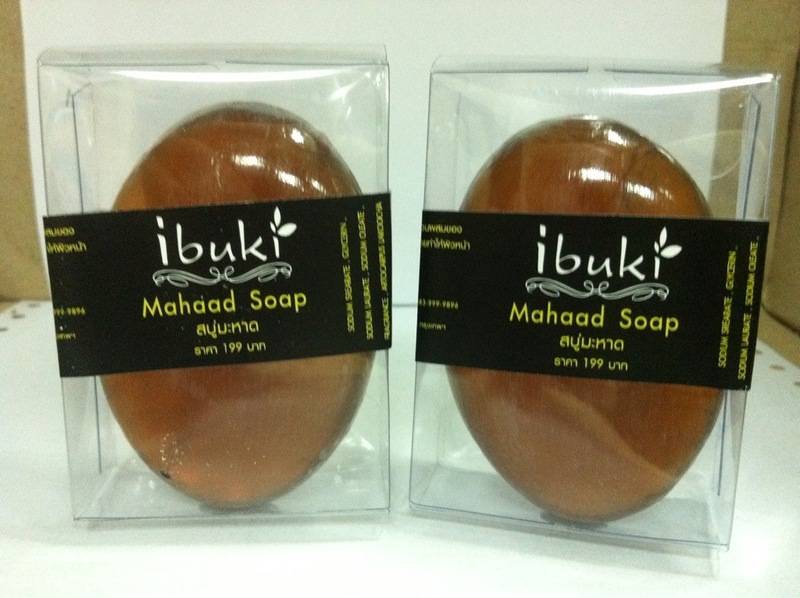 ibuki
Mahaad Soap
สบู่มะหาด
ราคา 199 บาท
SODIUM SREARATE , GLYCERIN ,
SODIUM LAURATE , SODIUM OLEATE ,
FRAGRANCE , ARTOCARPUS LAKOOCHA
ibuki
Mahaad Soap
สบู่มะหาด
ราคา 199 บาท
SODIUM SREARATE , GLYCERIN ,
SODIUM LAURATE , SODIUM OLEATE ,